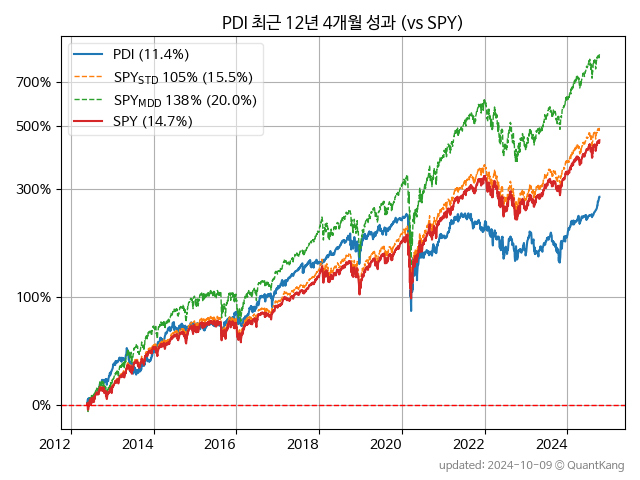 PDI 최근 12년 4개월 성과 (vs SPY)
PDI (11.4%)
SPY_STD 105% (15.5%)
SPY_MDD 138% (20.0%)
SPY (14.7%)
700%
500%
300%
100%
0%
2012 2014 2016 2018 2020 2022 2024
updated: 2024-10-09 © QuantKang